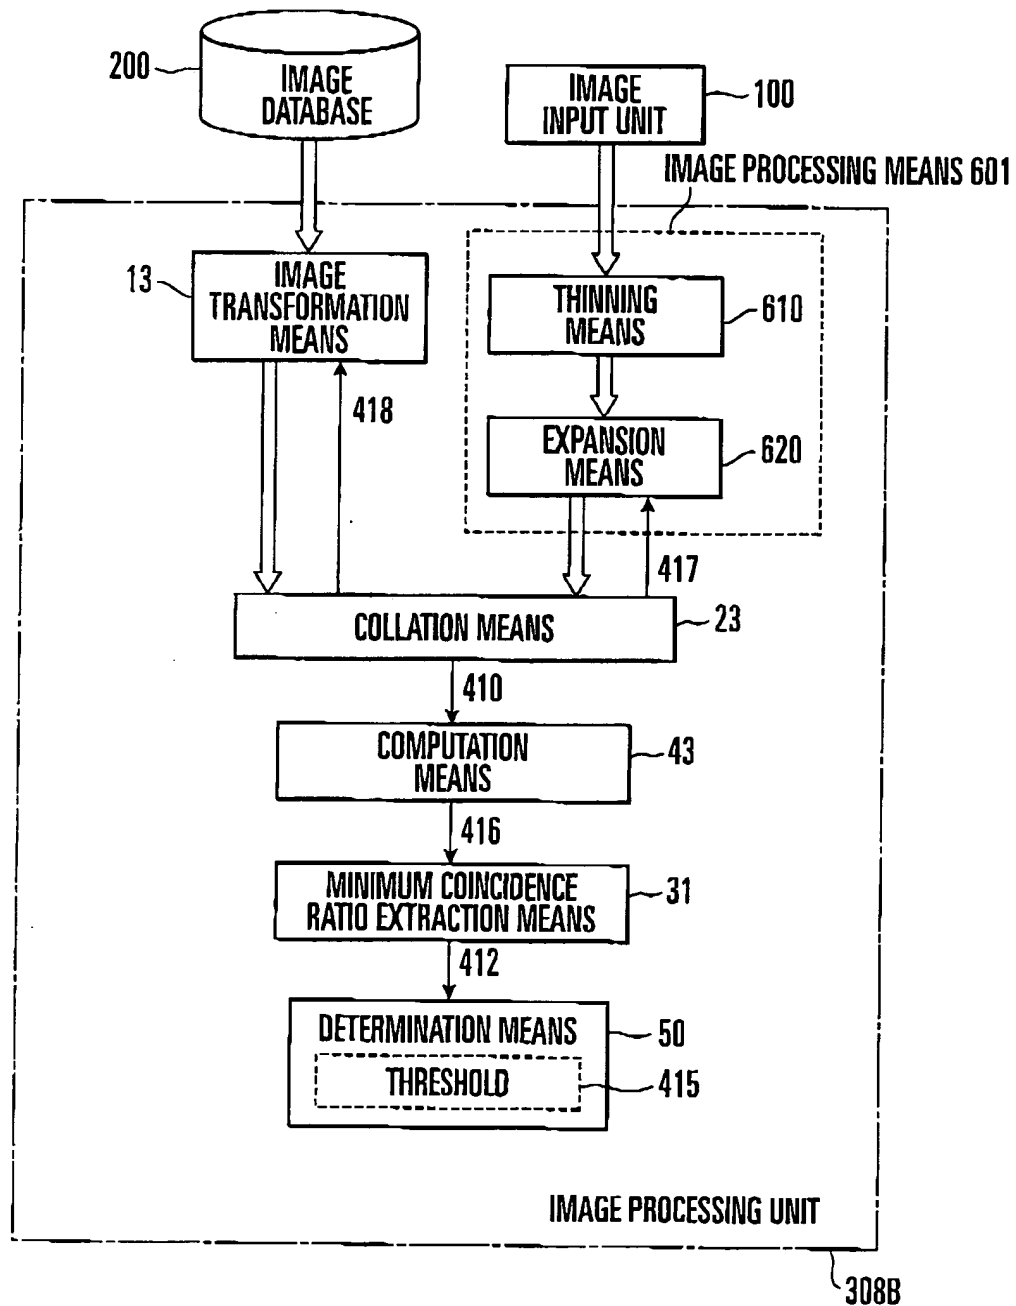 200
IMAGE
DATABASE
IMAGE
INPUT UNIT
100
IMAGE PROCESSING MEANS 601
13
IMAGE
TRANSFORMATION
MEANS
THINNING
MEANS
610
418
EXPANSION
MEANS
620
417
COLLATION MEANS
23
410
COMPUTATION
MEANS
43
416
MINIMUM COINCIDENCE
RATIO EXTRACTION MEANS
31
412
DETERMINATION MEANS
50
THRESHOLD
415
IMAGE PROCESSING UNIT
308B